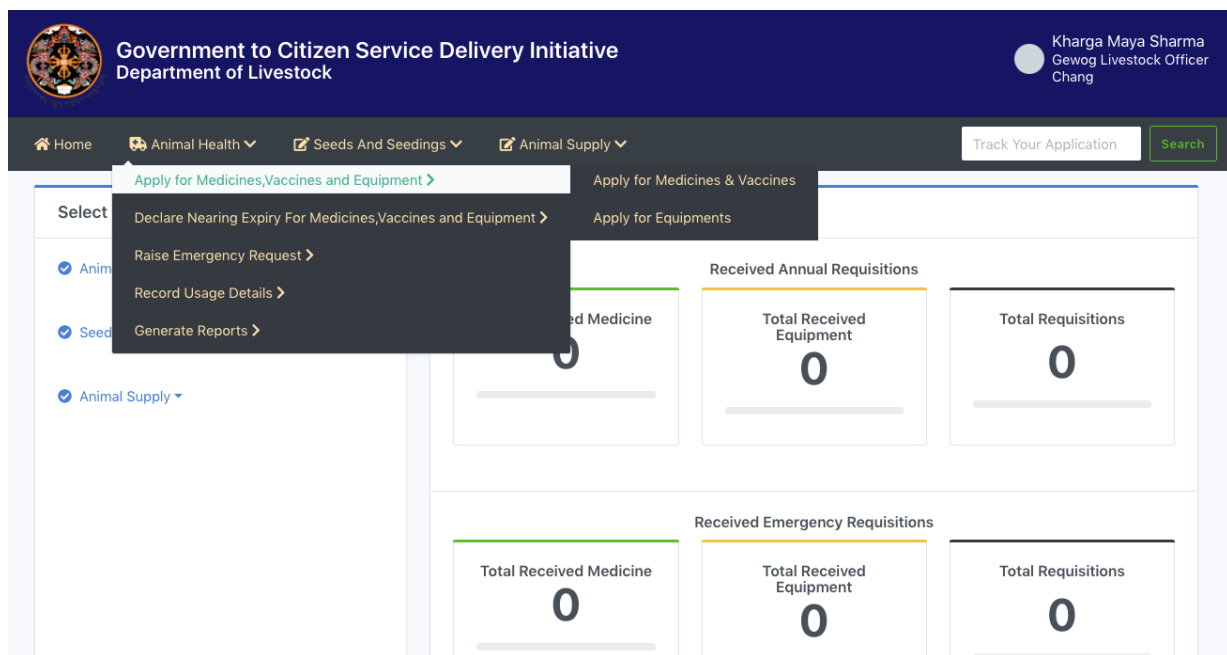 Government to Citizen Service Delivery Initiative
Department of Livestock
Kharga Maya Sharma
Gewog Livestock Officer
Chang
Home Animal Health Seeds And Seedings Animal Supply Track Your Application Search
Apply for Medicines,Vaccines and Equipment Apply for Medicines & Vaccines
Select
Declare Nearing Expiry For Medicines,Vaccines and Equipment Apply for Equipments
Raise Emergency Request
Anim
Received Annual Requisitions
Record Usage Details
Generate Reports
Seed
ed Medicine
0
Total Received
Equipment
0
Total Requisitions
0
Animal Supply
Received Emergency Requisitions
Total Received Medicine
0
Total Received
Equipment
0
Total Requisitions
0